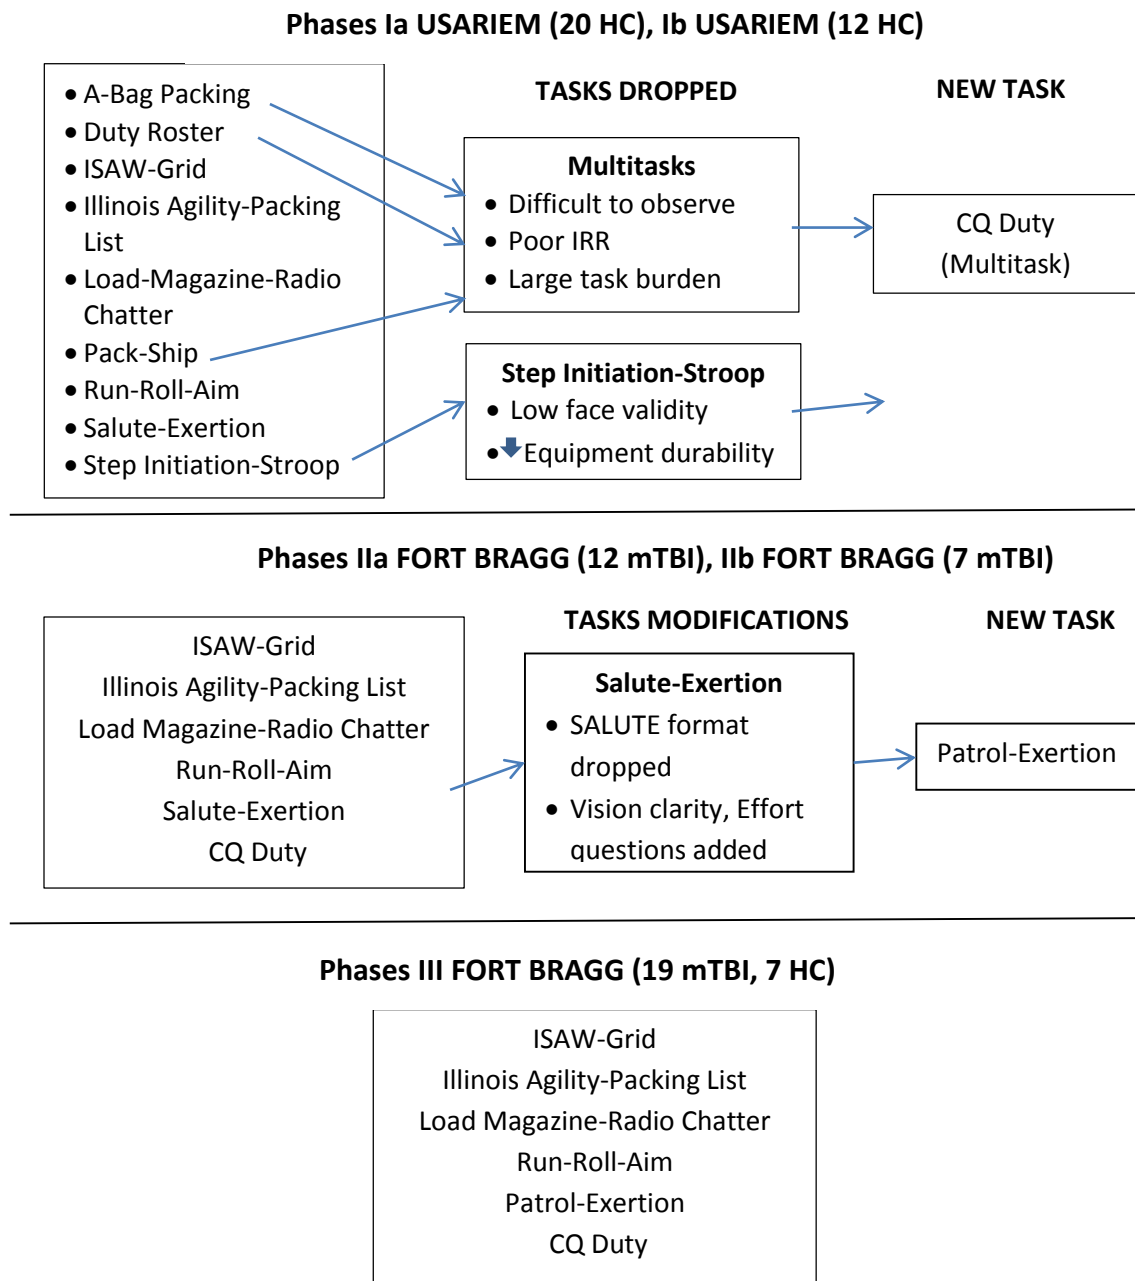 Phases Ia USARIEM (20 HC), Ib USARIEM (12 HC)
• A-Bag Packing
• Duty Roster
• ISAW-Grid
• Illinois Agility-Packing
List
• Load-Magazine-Radio
Chatter
• Pack-Ship
• Run-Roll-Aim
• Salute-Exertion
• Step Initiation-Stroop
TASKS DROPPED
Multitasks
• Difficult to observe
• Poor IRR
• Large task burden
Step Initiation-Stroop
• Low face validity
• Equipment durability
NEW TASK
CQ Duty
(Multitask)
Phases IIa FORT BRAGG (12 mTBI), IIb FORT BRAGG (7 mTBI)
ISAW-Grid
Illinois Agility-Packing List
Load Magazine-Radio Chatter
Run-Roll-Aim
Salute-Exertion
CQ Duty
TASKS MODIFICATIONS
Salute-Exertion
• SALUTE format
dropped
• Vision clarity, Effort
questions added
NEW TASK
Patrol-Exertion
Phases III FORT BRAGG (19 mTBI, 7 HC)
ISAW-Grid
Illinois Agility-Packing List
Load Magazine-Radio Chatter
Run-Roll-Aim
Patrol-Exertion
CQ Duty